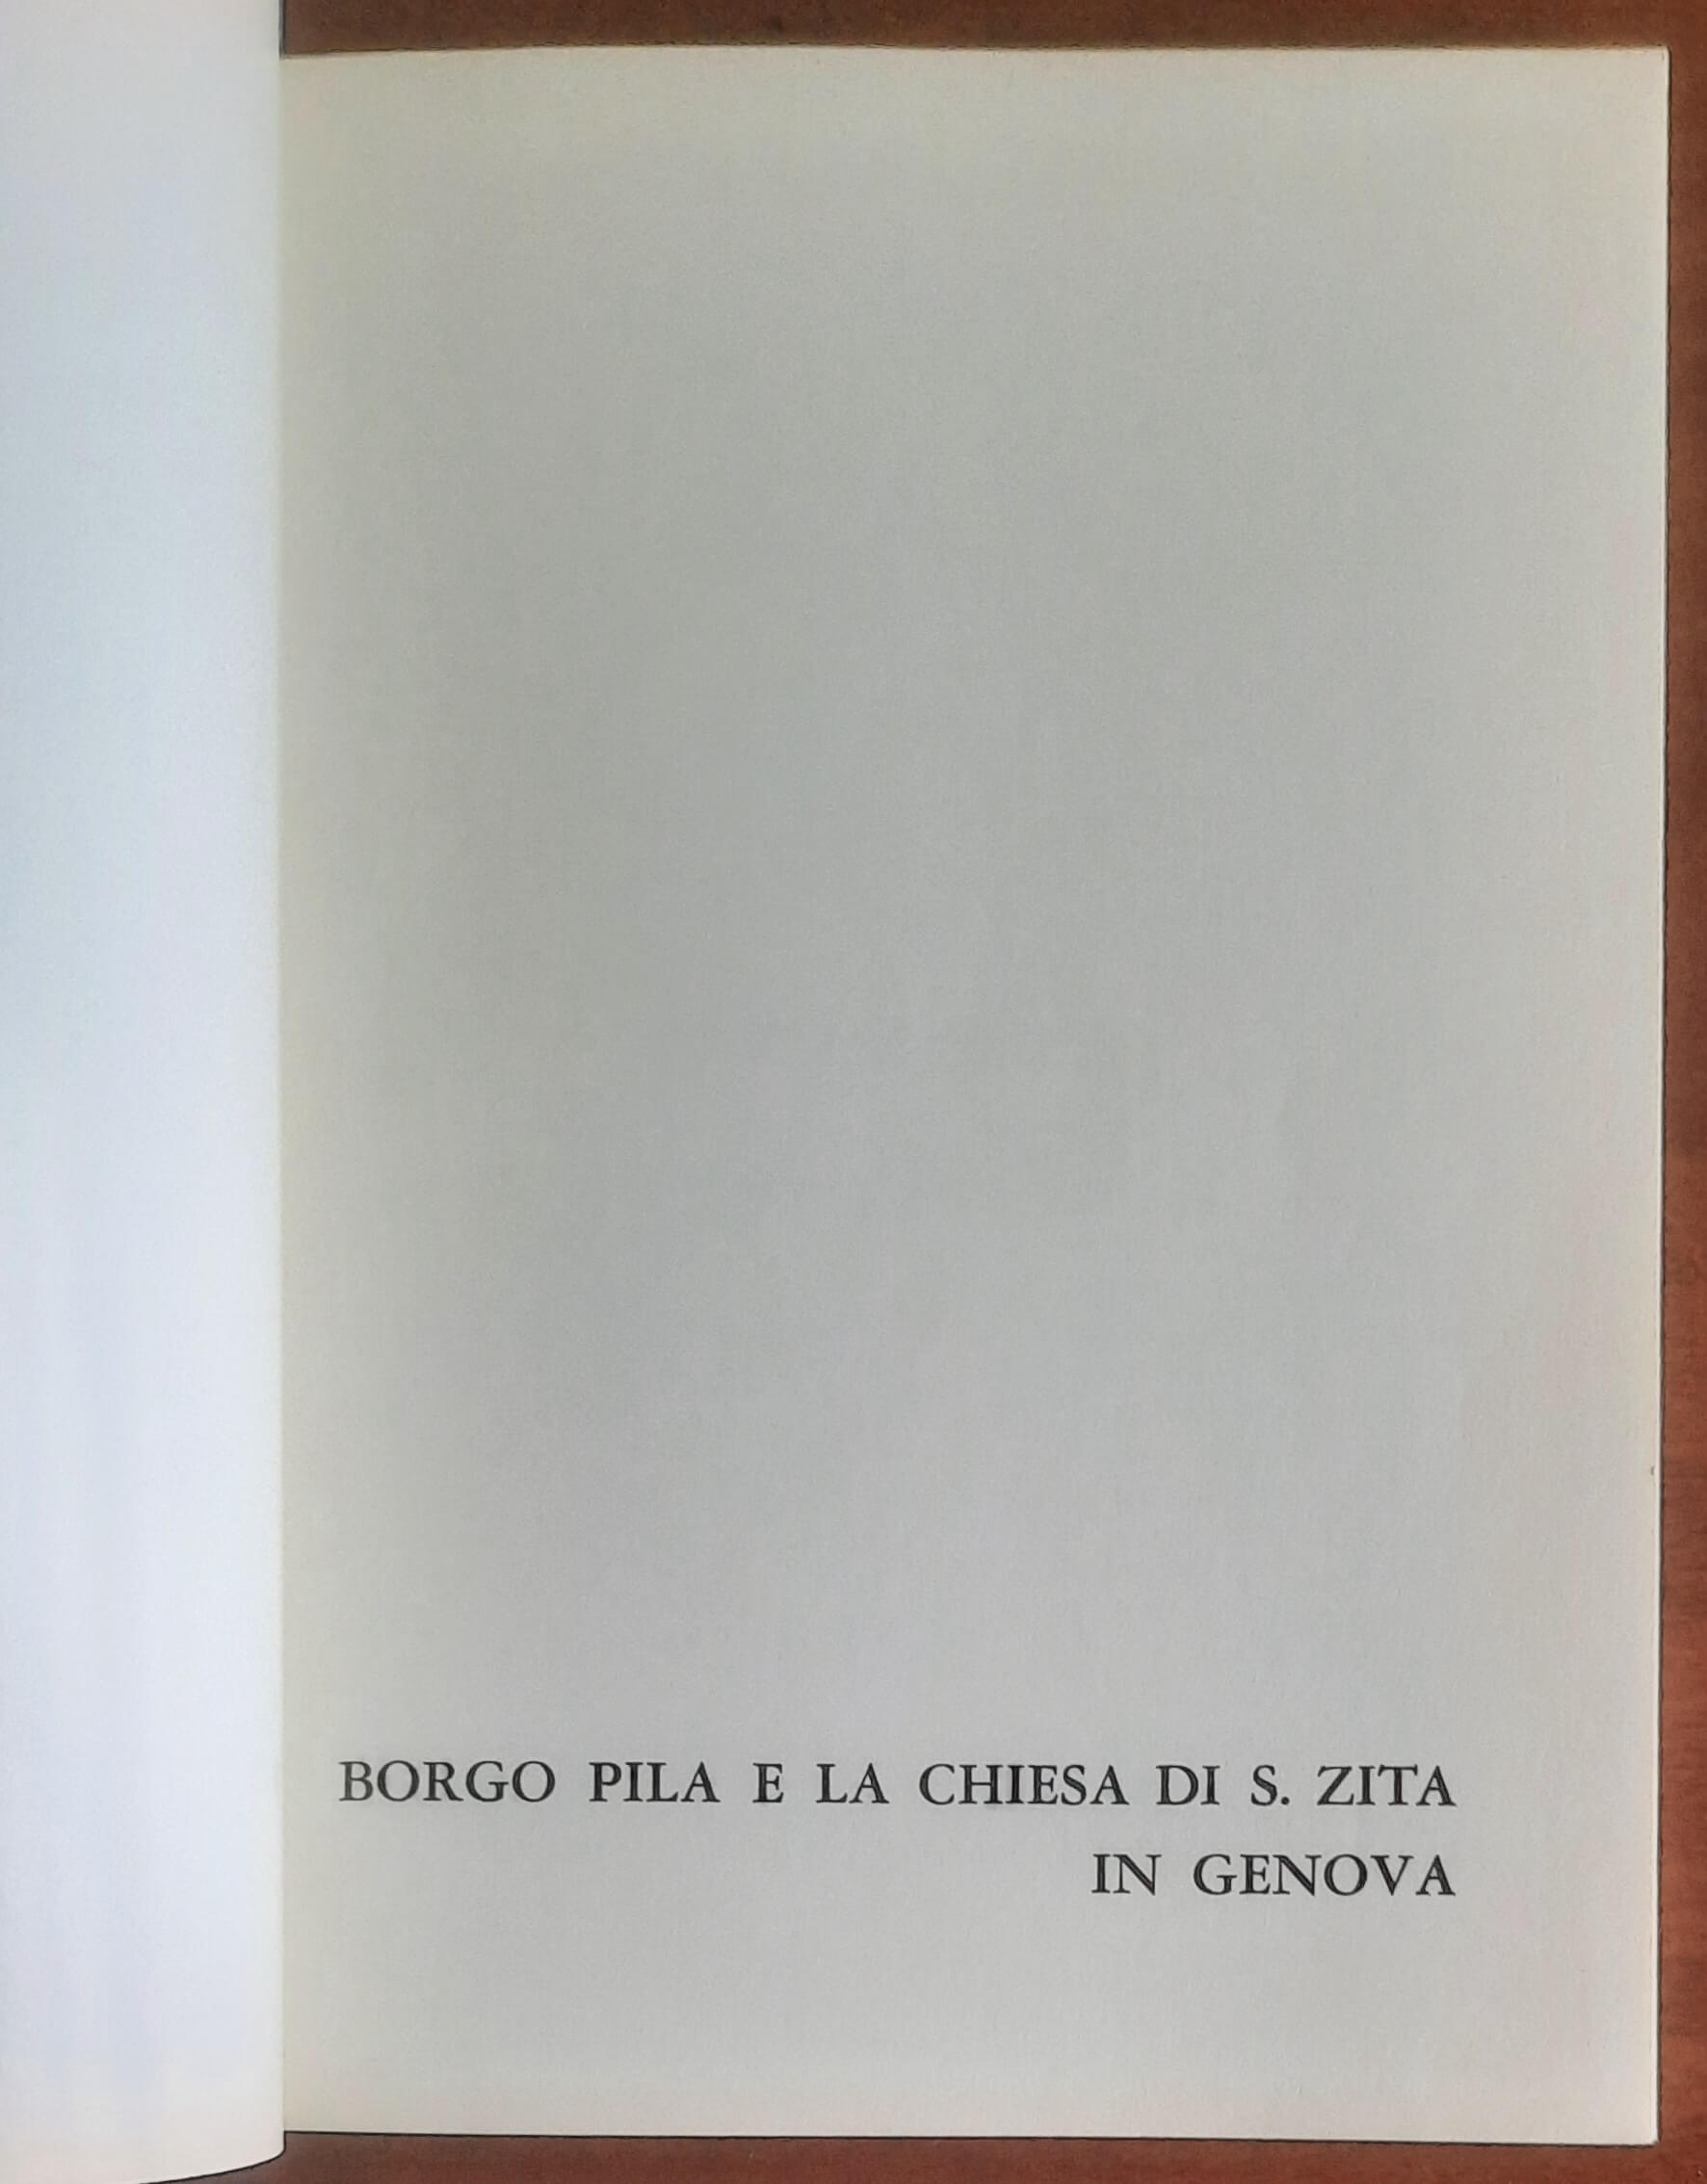 BORGO PILA E LA CHIESA DI S. ZITA
IN GENOVA